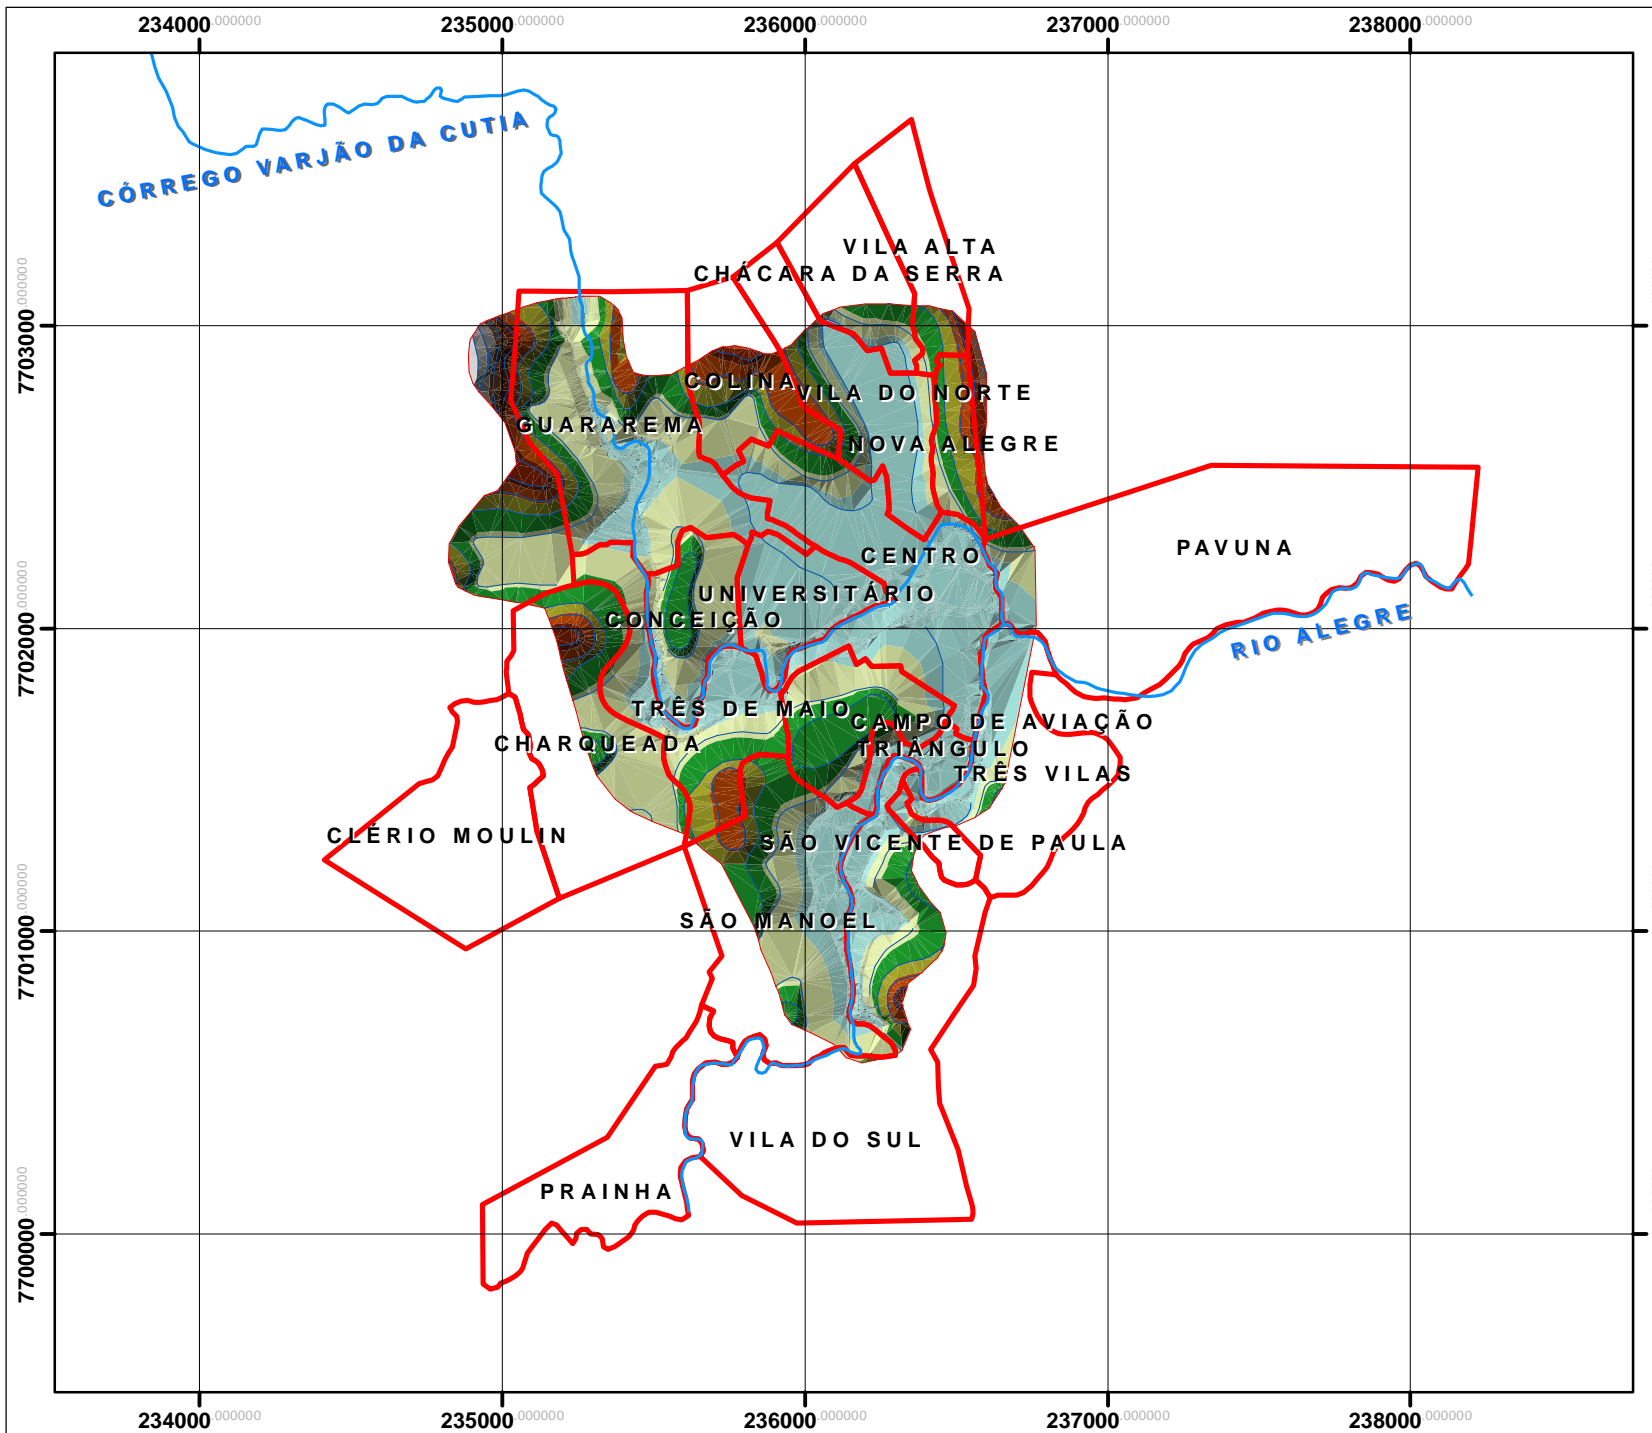 234000.000000 235000.000000 236000.000000 237000.000000 238000.000000
CÓRREGO VARJÃO DA CUTIA
VILA ALTA
CHÁCARA DA SERRA
7703000.000000
COLINA
VILA DO NORTE
GUARAREMA
NOVA ALEGRE
PAVUNA
CENTRO
UNIVERSITÁRIO
CONCEIÇÃO
7702000.000000
RIO ALEGRE
TRÊS DE MAIO
CAMPO DE AVIAÇÃO
CHARQUEADA
TRIÂNGULO
TRÊS VILAS
CLÉRIO MOULIN
SÃO VICENTE DE PAULA
SÃO MANOEL
7701000.000000
VILA DO SUL
PRAINHA
7700000.000000
234000.000000 235000.000000 236000.000000 237000.000000 238000.000000